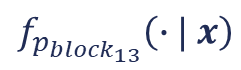 f_{p_{block_{13}}}(· | x)